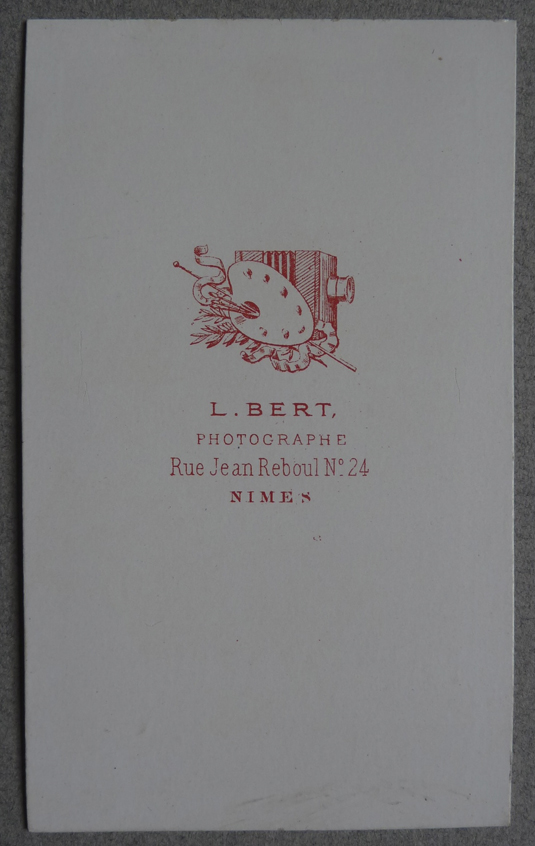 L. BERT,
PHOTOGRAPHE
Rue Jean Reboul Nº 24
NIMES